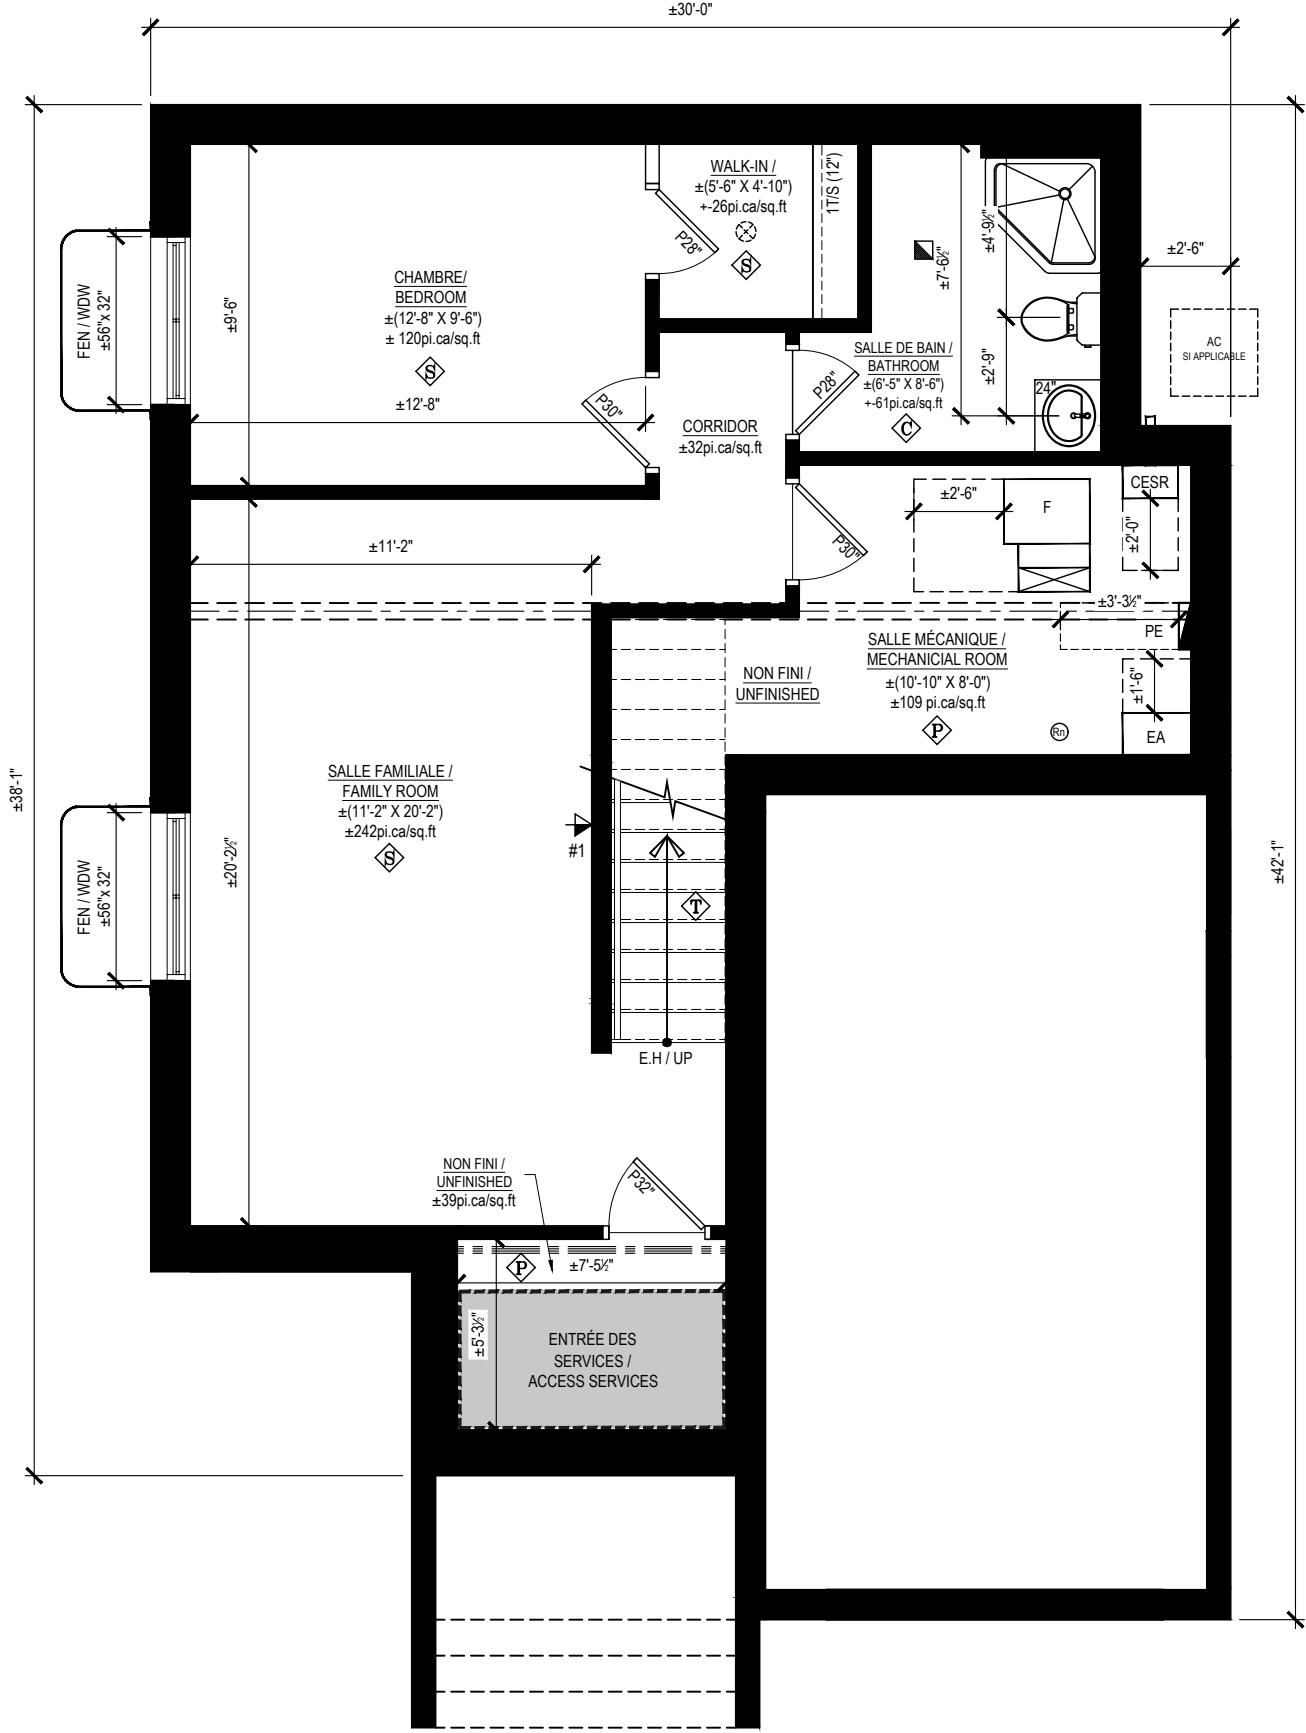 ±30'-0"
WALK-IN /
±(5'-6" X 4'-10")
+-26pi.ca/sq.ft
1T/S (12")
P28"
S
±4'-9½"
±7'-6½"
±2'-6"
FEN / WDW
±56"x 32"
±9'-6"
CHAMBRE/
BEDROOM
±(12'-8" X 9'-6")
± 120pi.ca/sq.ft
S
±12'-8"
P30"
SALLE DE BAIN /
BATHROOM
±(6'-5" X 8'-6")
+-61pi.ca/sq.ft
C
P28"
±2'-9"
24"
AC
SI APPLICABLE
CORRIDOR
±32pi.ca/sq.ft
±2'-6"
F
CESR
±2'-0"
P30"
±11'-2"
±3'-3½"
PE
SALLE MÉCANIQUE /
MECHANICIAL ROOM
±(10'-10" X 8'-0")
±109 pi.ca/sq.ft
P
Rn
±1'-6"
EA
NON FINI /
UNFINISHED
±38'-1"
SALLE FAMILIALE /
FAMILY ROOM
±(11'-2" X 20'-2")
±242pi.ca/sq.ft
S
FEN / WDW
±56"x 32"
±20'-2½"
#1
T
±42'-1"
E.H / UP
NON FINI /
UNFINISHED
±39pi.ca/sq.ft
P32"
P
±7'-5½"
±5'-3½"
ENTRÉE DES
SERVICES /
ACCESS SERVICES